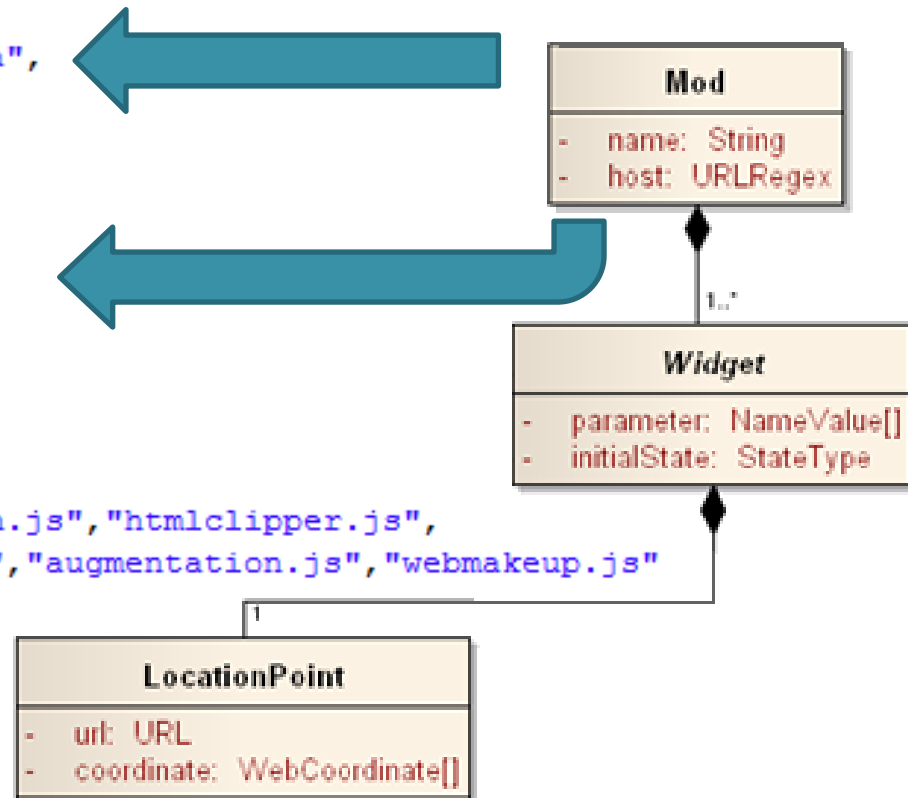 ",
Mod
- name: String
- host: URLRegex
1..*
Widget
- parameter: NameValue[]
- initialState: StateType
.js","htmlclipper.js",
,"augmentation.js","webmakeup.js"
1
LocationPoint
- url: URL
- coordinate: WebCoordinate[]